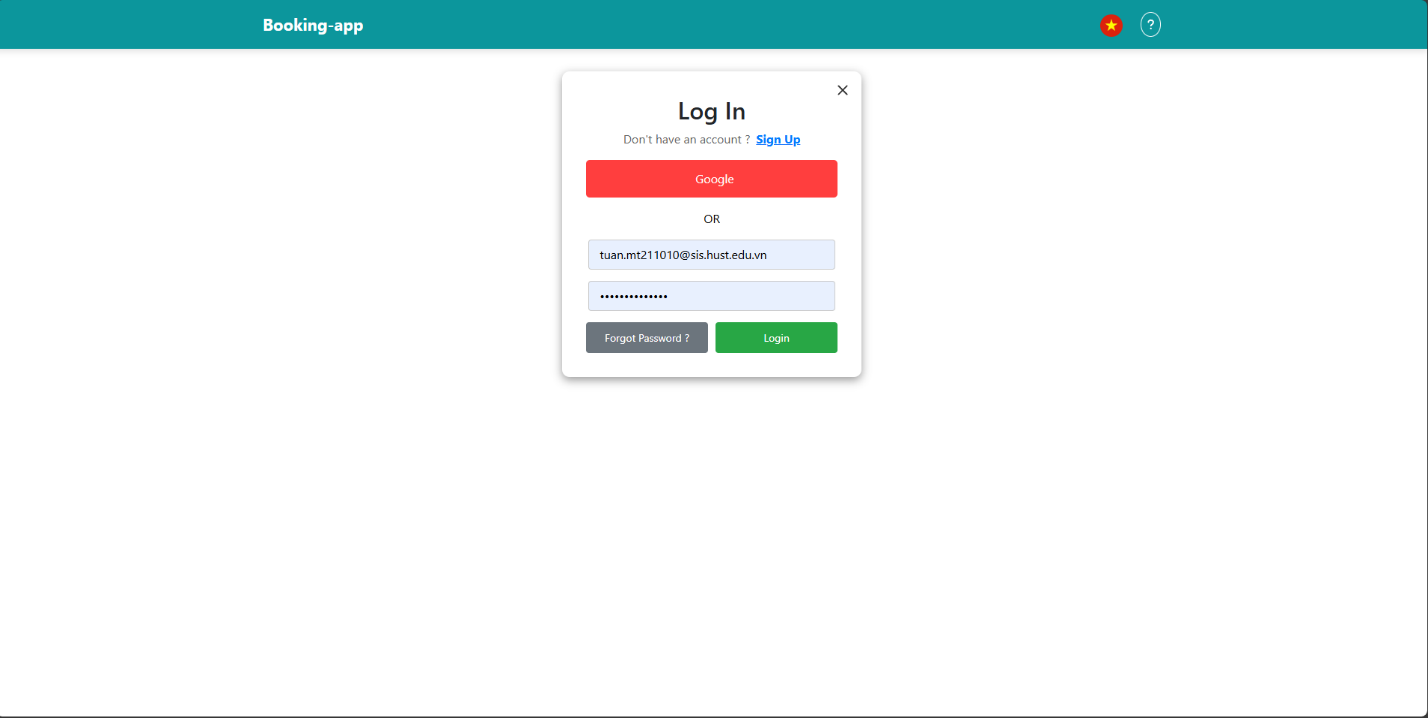 Booking-app
?
Log In
Don't have an account ? Sign Up
Google
OR
tuan.mt211010@sis.hust.edu.vn
••••••••••••••
Forgot Password ? Login